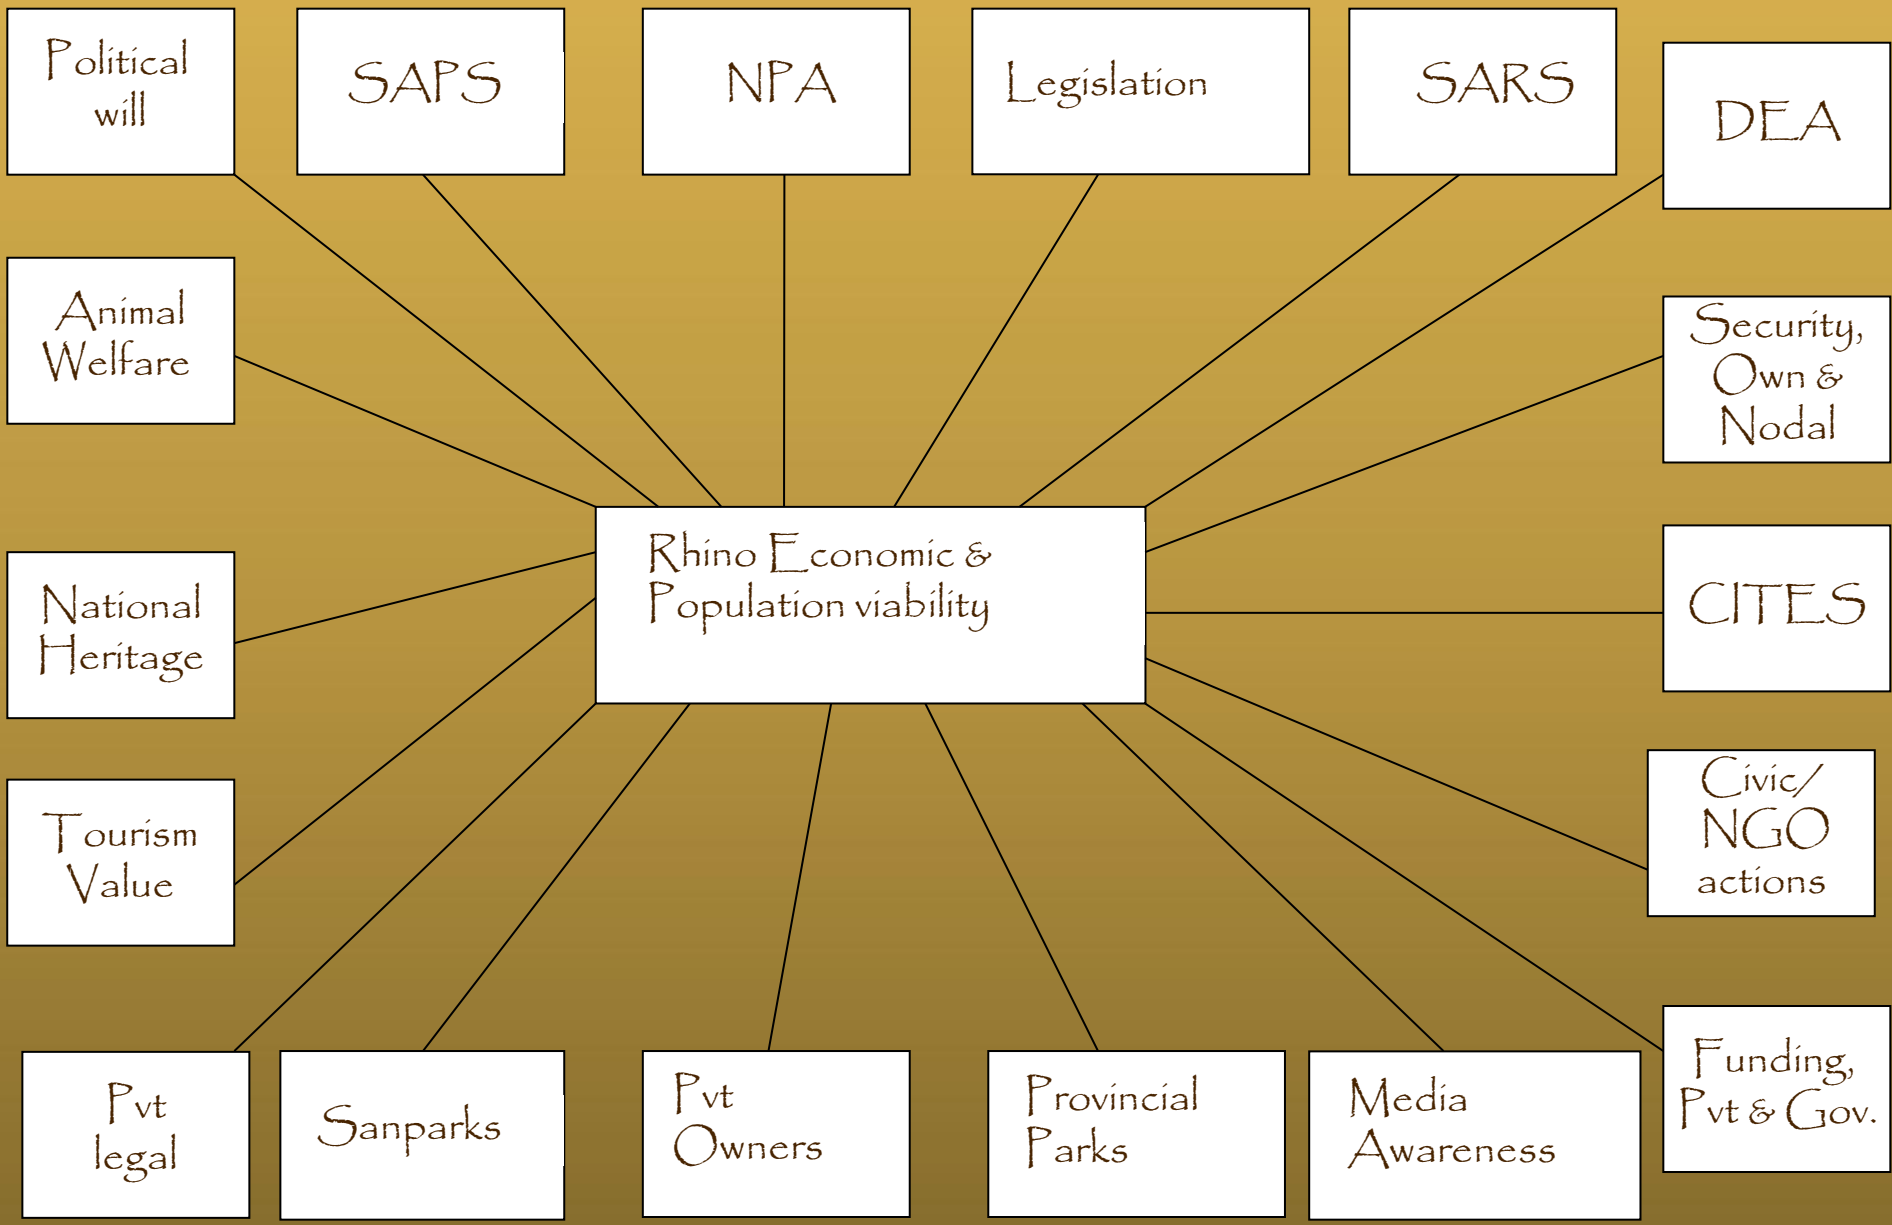 Political
will
SAPS
NPA
Legislation
SARS
DEA
Animal
Welfare
Security,
Own &
Nodal
Rhino Economic &
Population viability
National
Heritage
CITES
Tourism
Value
Civic/
NGO
actions
Pvt
legal
Sanparks
Pvt
Owners
Provincial
Parks
Media
Awareness
Funding,
Pvt & Gov.